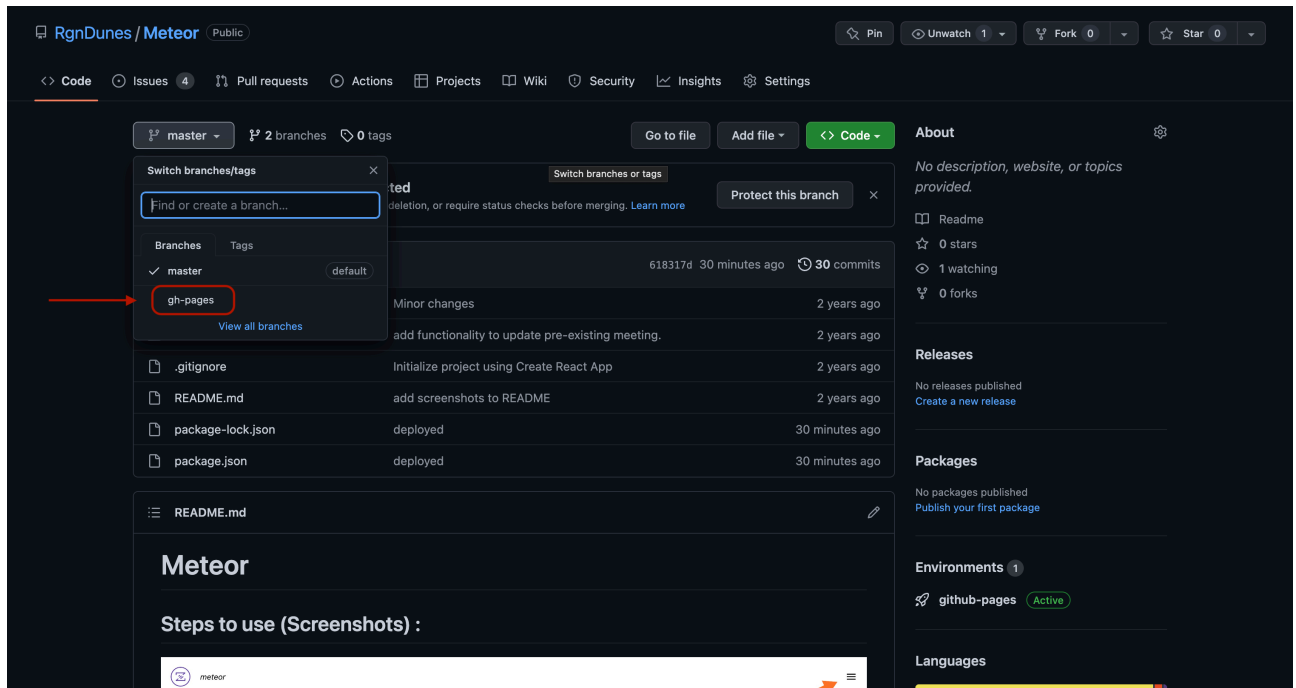 RgnDunes / Meteor Public
Pin
Unwatch 1
Fork 0
Star 0
Code
Issues 4
Pull requests
Actions
Projects
Wiki
Security
Insights
Settings
master
2 branches
0 tags
Go to file
Add file
Code
Switch branches/tags
Find or create a branch...
Branches
Tags
master default
gh-pages
View all branches
Switch branches or tags
deletion, or require status checks before merging. Learn more
Protect this branch
618317d 30 minutes ago 30 commits
Minor changes 2 years ago
add functionality to update pre-existing meeting. 2 years ago
.gitignore Initialize project using Create React App 2 years ago
README.md add screenshots to README 2 years ago
package-lock.json deployed 30 minutes ago
package.json deployed 30 minutes ago
README.md
Meteor
Steps to use (Screenshots) :
meteor
About
No description, website, or topics
provided.
Readme
0 stars
1 watching
0 forks
Releases
No releases published
Create a new release
Packages
No packages published
Publish your first package
Environments 1
github-pages Active
Languages